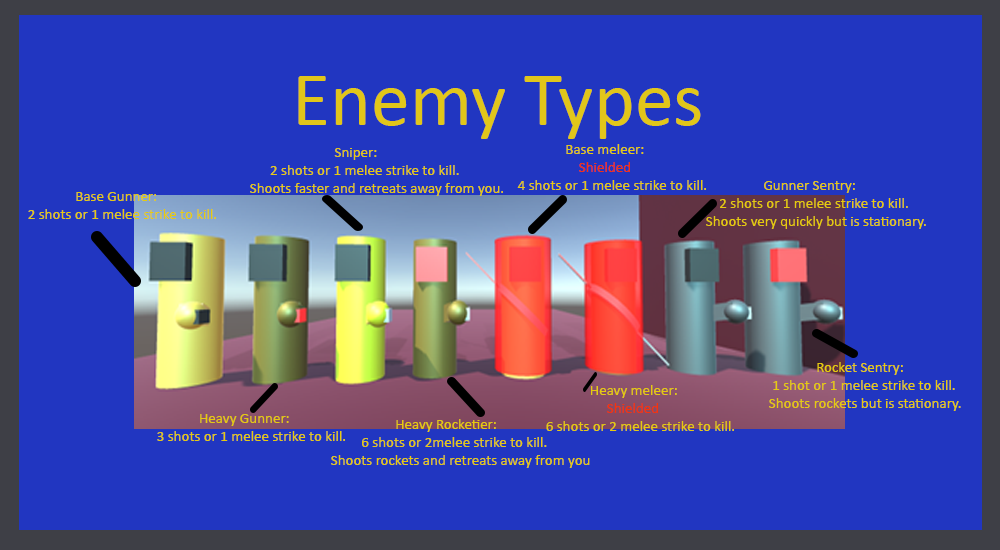 Enemy Types
Base Gunner:
2 shots or 1 melee strike to kill.
Sniper:
2 shots or 1 melee strike to kill.
Shoots faster and retreats away from you.
Base meleer:
Shielded
4 shots or 1 melee strike to kill.
Gunner Sentry:
2 shots or 1 melee strike to kill.
Shoots very quickly but is stationary.
Heavy Gunner:
3 shots or 1 melee strike to kill.
Heavy Rocketier:
6 shots or 2melee strike to kill.
Shoots rockets and retreats away from you
Heavy meleer:
Shielded
6 shots or 2 melee strike to kill.
Rocket Sentry:
1 shot or 1 melee strike to kill.
Shoots rockets but is stationary.